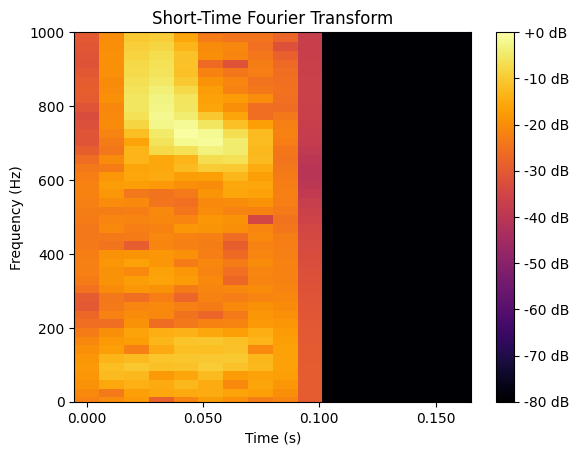 Short-Time Fourier Transform
1000
800
600
400
200
0
Frequency (Hz)
0.000
0.050
0.100
0.150
Time (s)
+0 dB
-10 dB
-20 dB
-30 dB
-40 dB
-50 dB
-60 dB
-70 dB
-80 dB